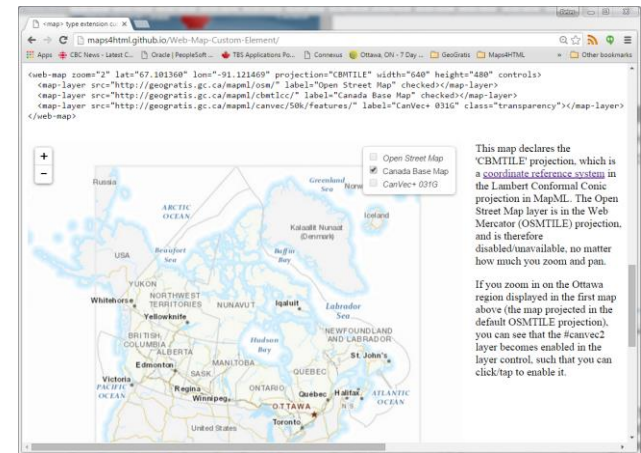 <map> type extension cu
maps4html.github.io/Web-Map-Custom-Element/
Apps
CBC News - Latest C...
Oracle | PeopleSoft ...
TBS Applications Po...
Connexus
Ottawa, ON - 7 Day ...
GeoGratis
Maps4HTML
»
Other bookmarks
<web-map zoom="2" lat="67.101360" lon="-91.121469" projection="CBMTILE" width="640" height="480" controls>
<map-layer src="http://geogratis.gc.ca/mapml/osm/" label="Open Street Map" checked></map-layer>
<map-layer src="http://geogratis.gc.ca/mapml/cbmtlcc/" label="Canada Base Map" checked></map-layer>
<map-layer src="http://geogratis.gc.ca/mapml/canvec/50k/features/" label="CanVec+ 031G" class="transparency"></map-layer>
</web-map>
+
−
Open Street Map
Canada Base Map
CanVec+ 031G
Russia
Greenland
Sea
Norw
ARCTIC
OCEAN
Iceland
Kalaallit Nunaat
(Denmark)
USA
Beaufort
Sea
Baffin
Bay
YUKON
Whitehorse
NORTHWEST
TERRITORIES
NUNAVUT
Iqaluit
Labrador
Sea
Yellowknife
BRITISH
COLUMBIA
ALBERTA
Hudson
Bay
NEWFOUNDLAND
AND LABRADOR
Edmonton
MANITOBA
St. John's
SASK
QUEBEC
Victoria
PACIFIC
OCEAN
Regina
Winnipeg
ONTARIO
Québec
Halifax
ATLANTIC
OCEAN
N S
OTTAWA
Toronto
United States
This map declares the
'CBMTILE' projection, which is
a coordinate reference system in
the Lambert Conformal Conic
projection in MapML. The Open
Street Map layer is in the Web
Mercator (OSMTILE) projection,
and is therefore
disabled/unavailable, no matter
how much you zoom and pan.
If you zoom in on the Ottawa
region displayed in the first map
above (the map projected in the
default OSMTILE projection),
you can see that the #canvec2
layer becomes enabled in the
layer control, such that you can
click/tap to enable it.